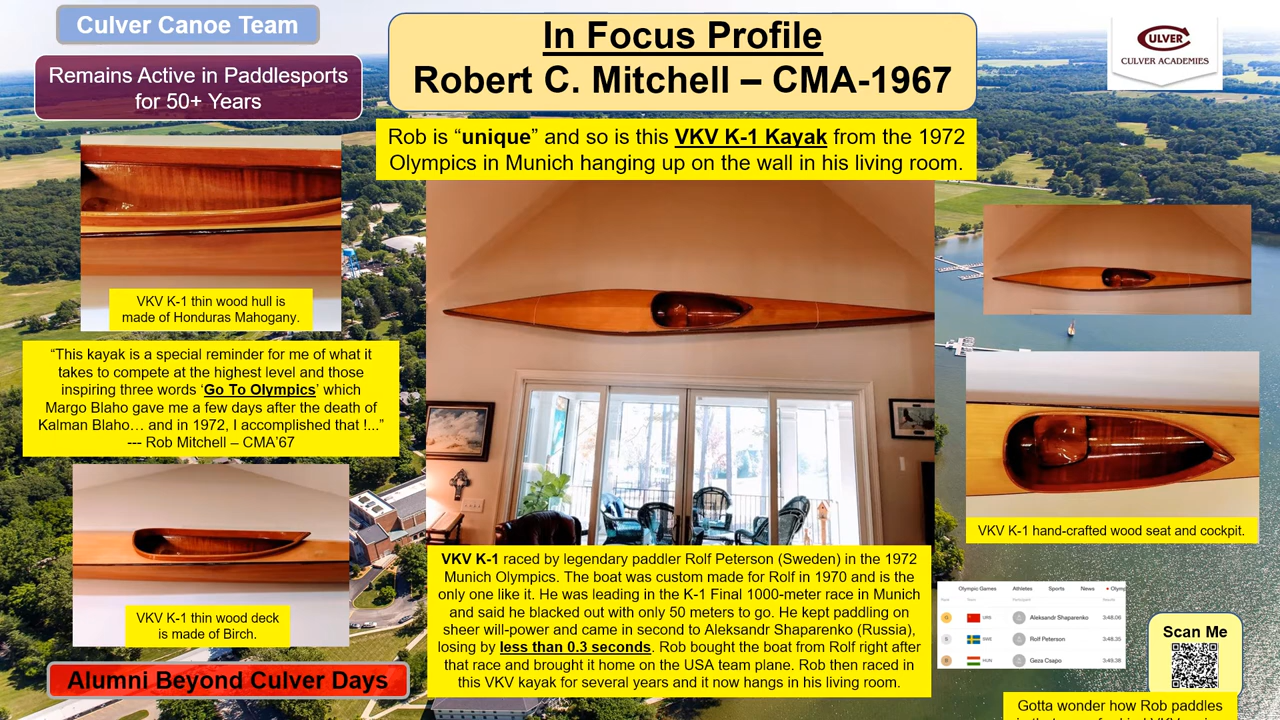 Culver Canoe Team
Remains Active in Paddlesports
for 50+ Years
In Focus Profile
Robert C. Mitchell – CMA-1967
CULVER
CULVER ACADEMIES
Rob is “unique” and so is this VKV K-1 Kayak from the 1972
Olympics in Munich hanging up on the wall in his living room.
VKV K-1 thin wood hull is
made of Honduras Mahogany.
“This kayak is a special reminder for me of what it
takes to compete at the highest level and those
inspiring three words ‘Go To Olympics’ which
Margo Blaho gave me a few days after the death of
Kalman Blaho… and in 1972, I accomplished that !...”
--- Rob Mitchell – CMA’67
VKV K-1 thin wood deck
is made of Birch.
Alumni Beyond Culver Days
VKV K-1 raced by legendary paddler Rolf Peterson (Sweden) in the 1972
Munich Olympics. The boat was custom made for Rolf in 1970 and is the
only one like it. He was leading in the K-1 Final 1000-meter race in Munich
and said he blacked out with only 50 meters to go. He kept paddling on
sheer will-power and came in second to Aleksandr Shaparenko (Russia),
losing by less than 0.3 seconds. Rob bought the boat from Rolf right after
that race and brought it home on the USA team plane. Rob then raced in
this VKV kayak for several years and it now hangs in his living room.
VKV K-1 hand-crafted wood seat and cockpit.
Olympic Games Athletes Sports News Olymp
Rank Team Participant Results
G URS Aleksandr Shaparenko 3:48.06
S SWE Rolf Peterson 3:48.35
B HUN Geza Csapo 3:49.38
Scan Me
Gotta wonder how Rob paddles